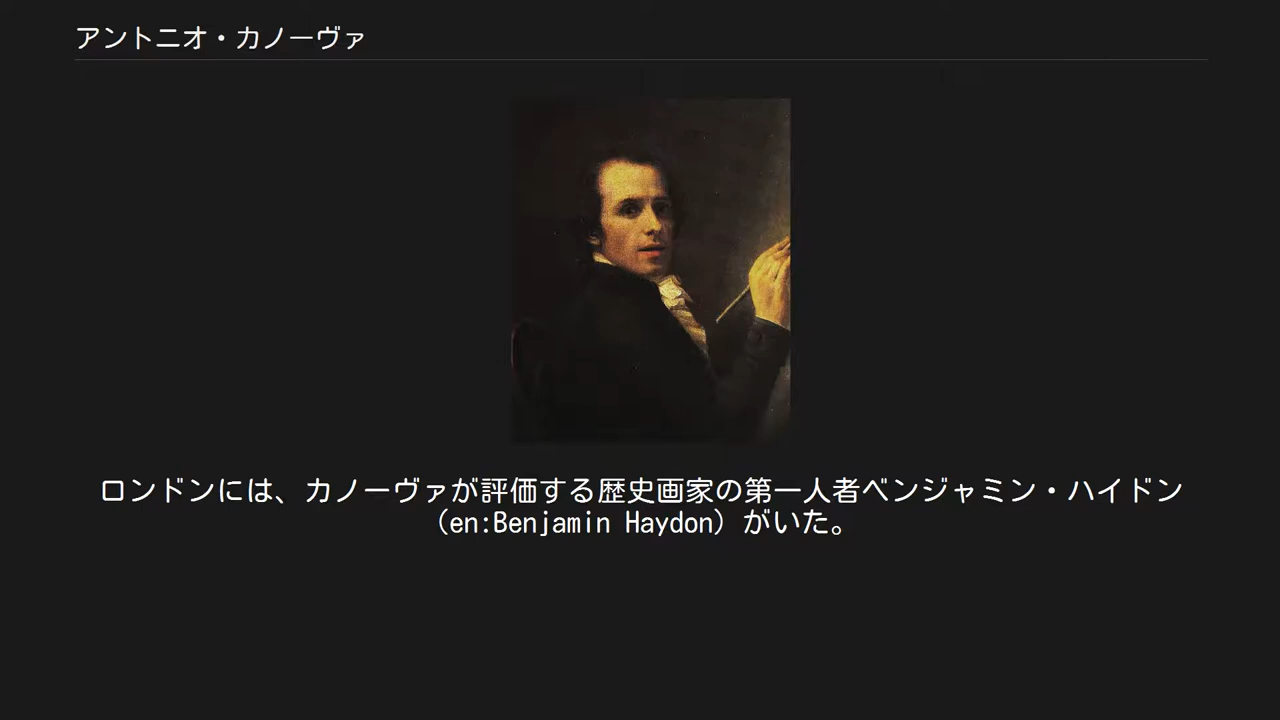 アントニオ・カノーヴァ
ロンドンには、カノーヴァが評価する歴史画家の第一人者ベンジャミン・ハイドン
（en:Benjamin Haydon）がいた。